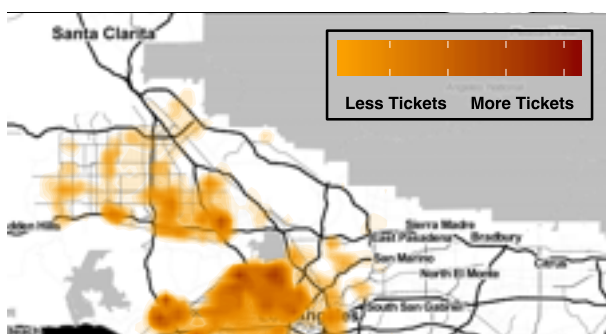 Santa Clarita
Less Tickets More Tickets
Sierra Madre
East Pasadena Bradbury
San Marino
North El Monte Citrus
South San Gabriel